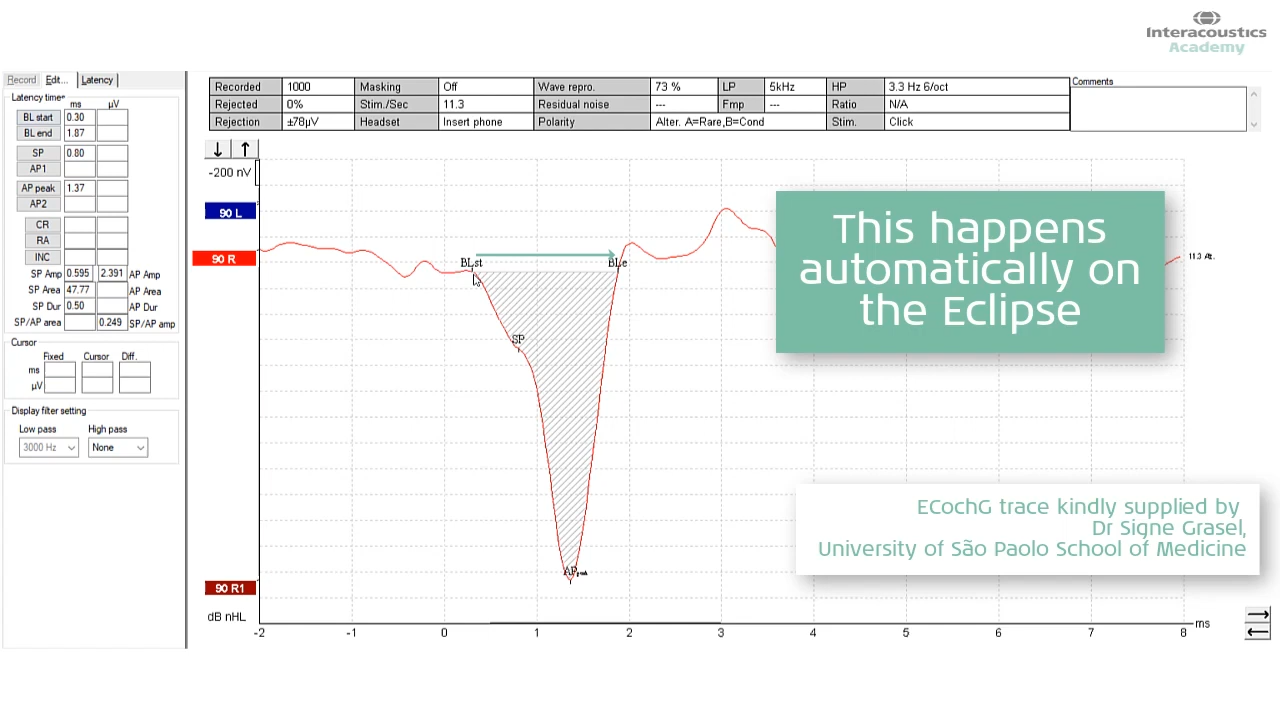 Interacoustics
Academy
Record Edit... Latency
Latency times
ms µV
BL start 0.30
BL end 1.87
SP 0.80
AP1
AP peak 1.37
AP2
CR
RA
INC
SP Amp 0.595 2.391 AP Amp
SP Area 47.77 AP Area
SP Dur 0.50 AP Dur
SP/AP area 0.249 SP/AP amp
Cursor
Fixed Cursor Diff.
ms
µV
Display filter setting
Low pass High pass
3000 Hz None
Recorded 1000 Masking Off Wave repro. 73 % LP 5kHz HP 3.3 Hz 6/oct
Rejected 0% Stim./Sec 11.3 Residual noise --- Fmp --- Ratio N/A
Rejection ±78µV Headset Insert phone Polarity Alter. A=Rare,B=Cond Stim. Click
Comments
-200 nV
90 L
90 R
BLst BLe
SP
AP
90 R1
dB nHL
-2 -1 0 1 2 3 4 5 6 7 8 ms
This happens
automatically on
the Eclipse
ECochG trace kindly supplied by
Dr Signe Grasel,
University of São Paolo School of Medicine